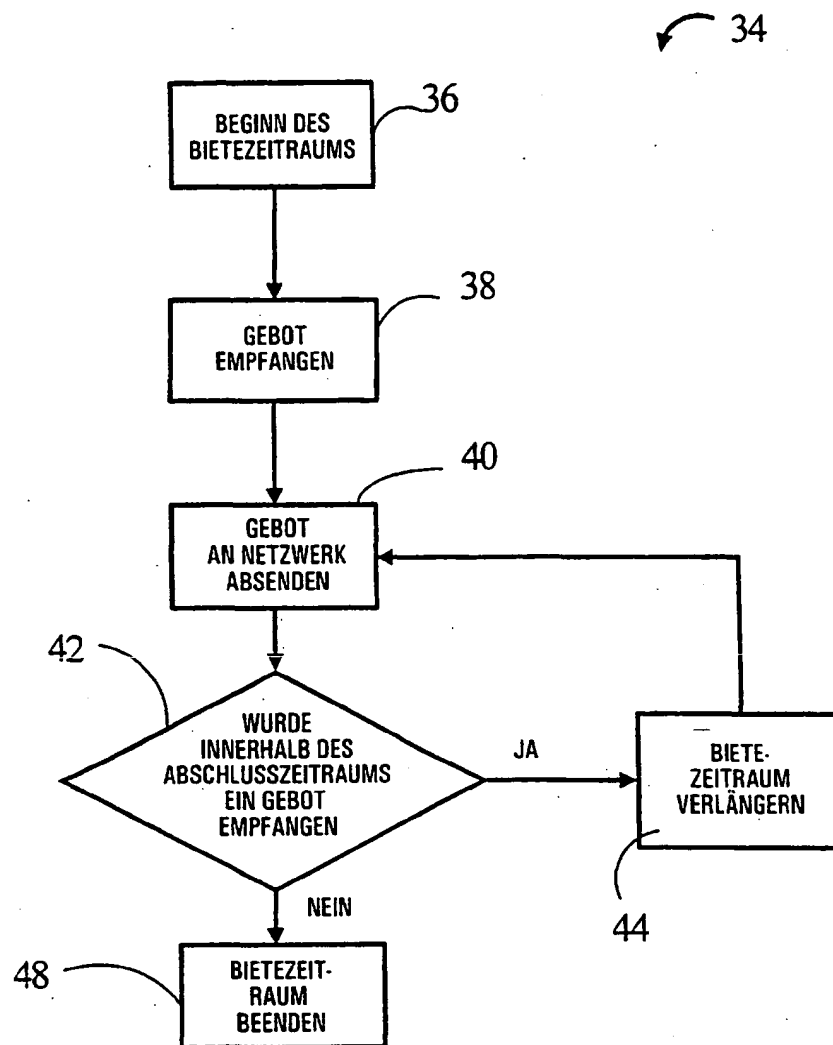 34
36
BEGINN DES
BIETEZEITRAUMS
38
GEBOT
EMPFANGEN
40
GEBOT
AN NETZWERK
ABSENDEN
42
WURDE
INNERHALB DES
ABSCHLUSSZEITRAUMS
EIN GEBOT
EMPFANGEN
JA
BIETE-
ZEITRAUM
VERLÄNGERN
44
NEIN
48
BIETEZEIT-
RAUM
BEENDEN